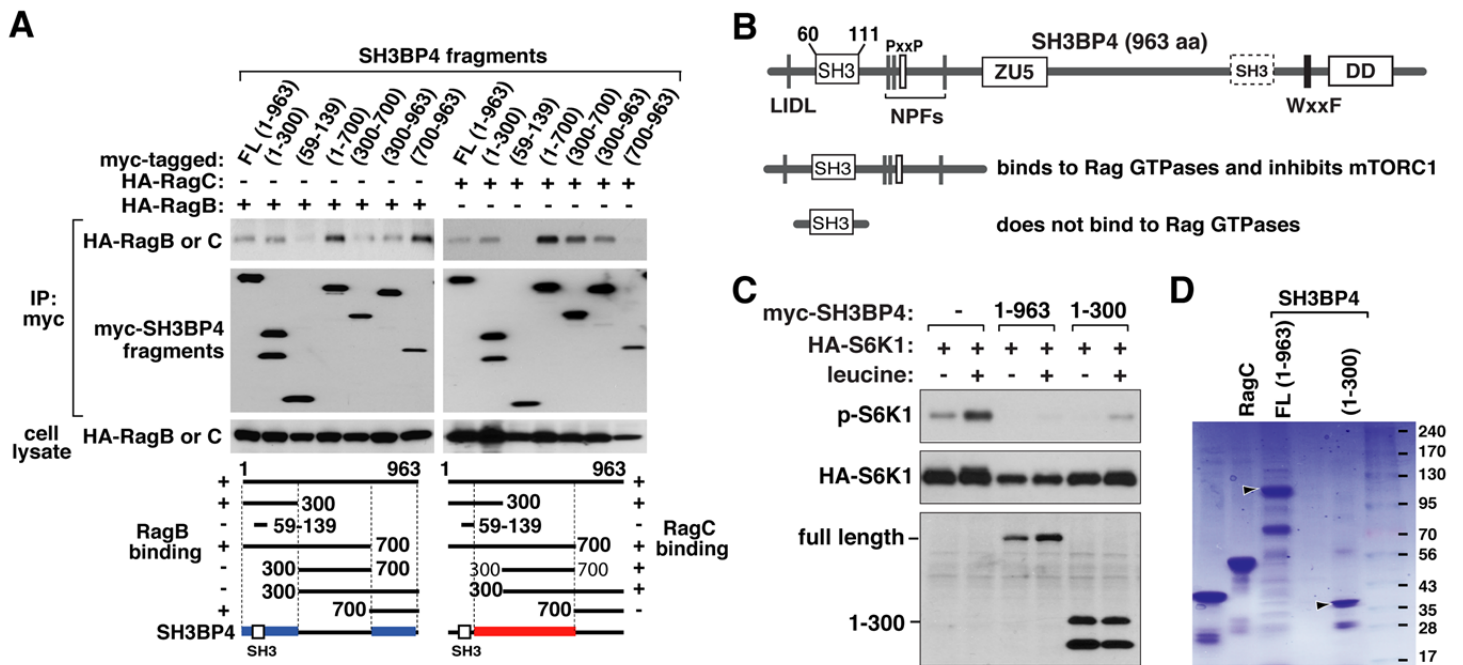 A
SH3BP4 fragments
FL (1-963)
(1-300)
(59-139)
(1-700)
(300-700)
(300-963)
(700-963)
FL (1-963)
(1-300)
(59-139)
(1-700)
(300-700)
(300-963)
(700-963)
myc-tagged:
HA-RagC: - - - - - - - + + + + + + +
HA-RagB: + + + + + + + - - - - - - -
HA-RagB or C
IP:
myc
myc-SH3BP4
fragments
cell
lysate
HA-RagB or C
1 963 1 963
+ +
+ 300 300 +
- 59-139 59-139 -
RagB
binding
RagC
binding
+ 700 700 +
- 300 700 300 700 +
- 300 300 +
+ 700 700 -
SH3BP4
SH3 SH3
B
60 111
PxxP
SH3BP4 (963 aa)
SH3 ZU5 SH3 DD
LIDL NPFs WxxF
SH3 binds to Rag GTPases and inhibits mTORC1
SH3 does not bind to Rag GTPases
C
myc-SH3BP4: - 1-963 1-300
HA-S6K1: + + + + + +
leucine: - + - + - +
p-S6K1
HA-S6K1
full length
1-300
D
SH3BP4
RagC
FL (1-963)
(1-300)
240
170
130
95
70
56
43
35
28
17